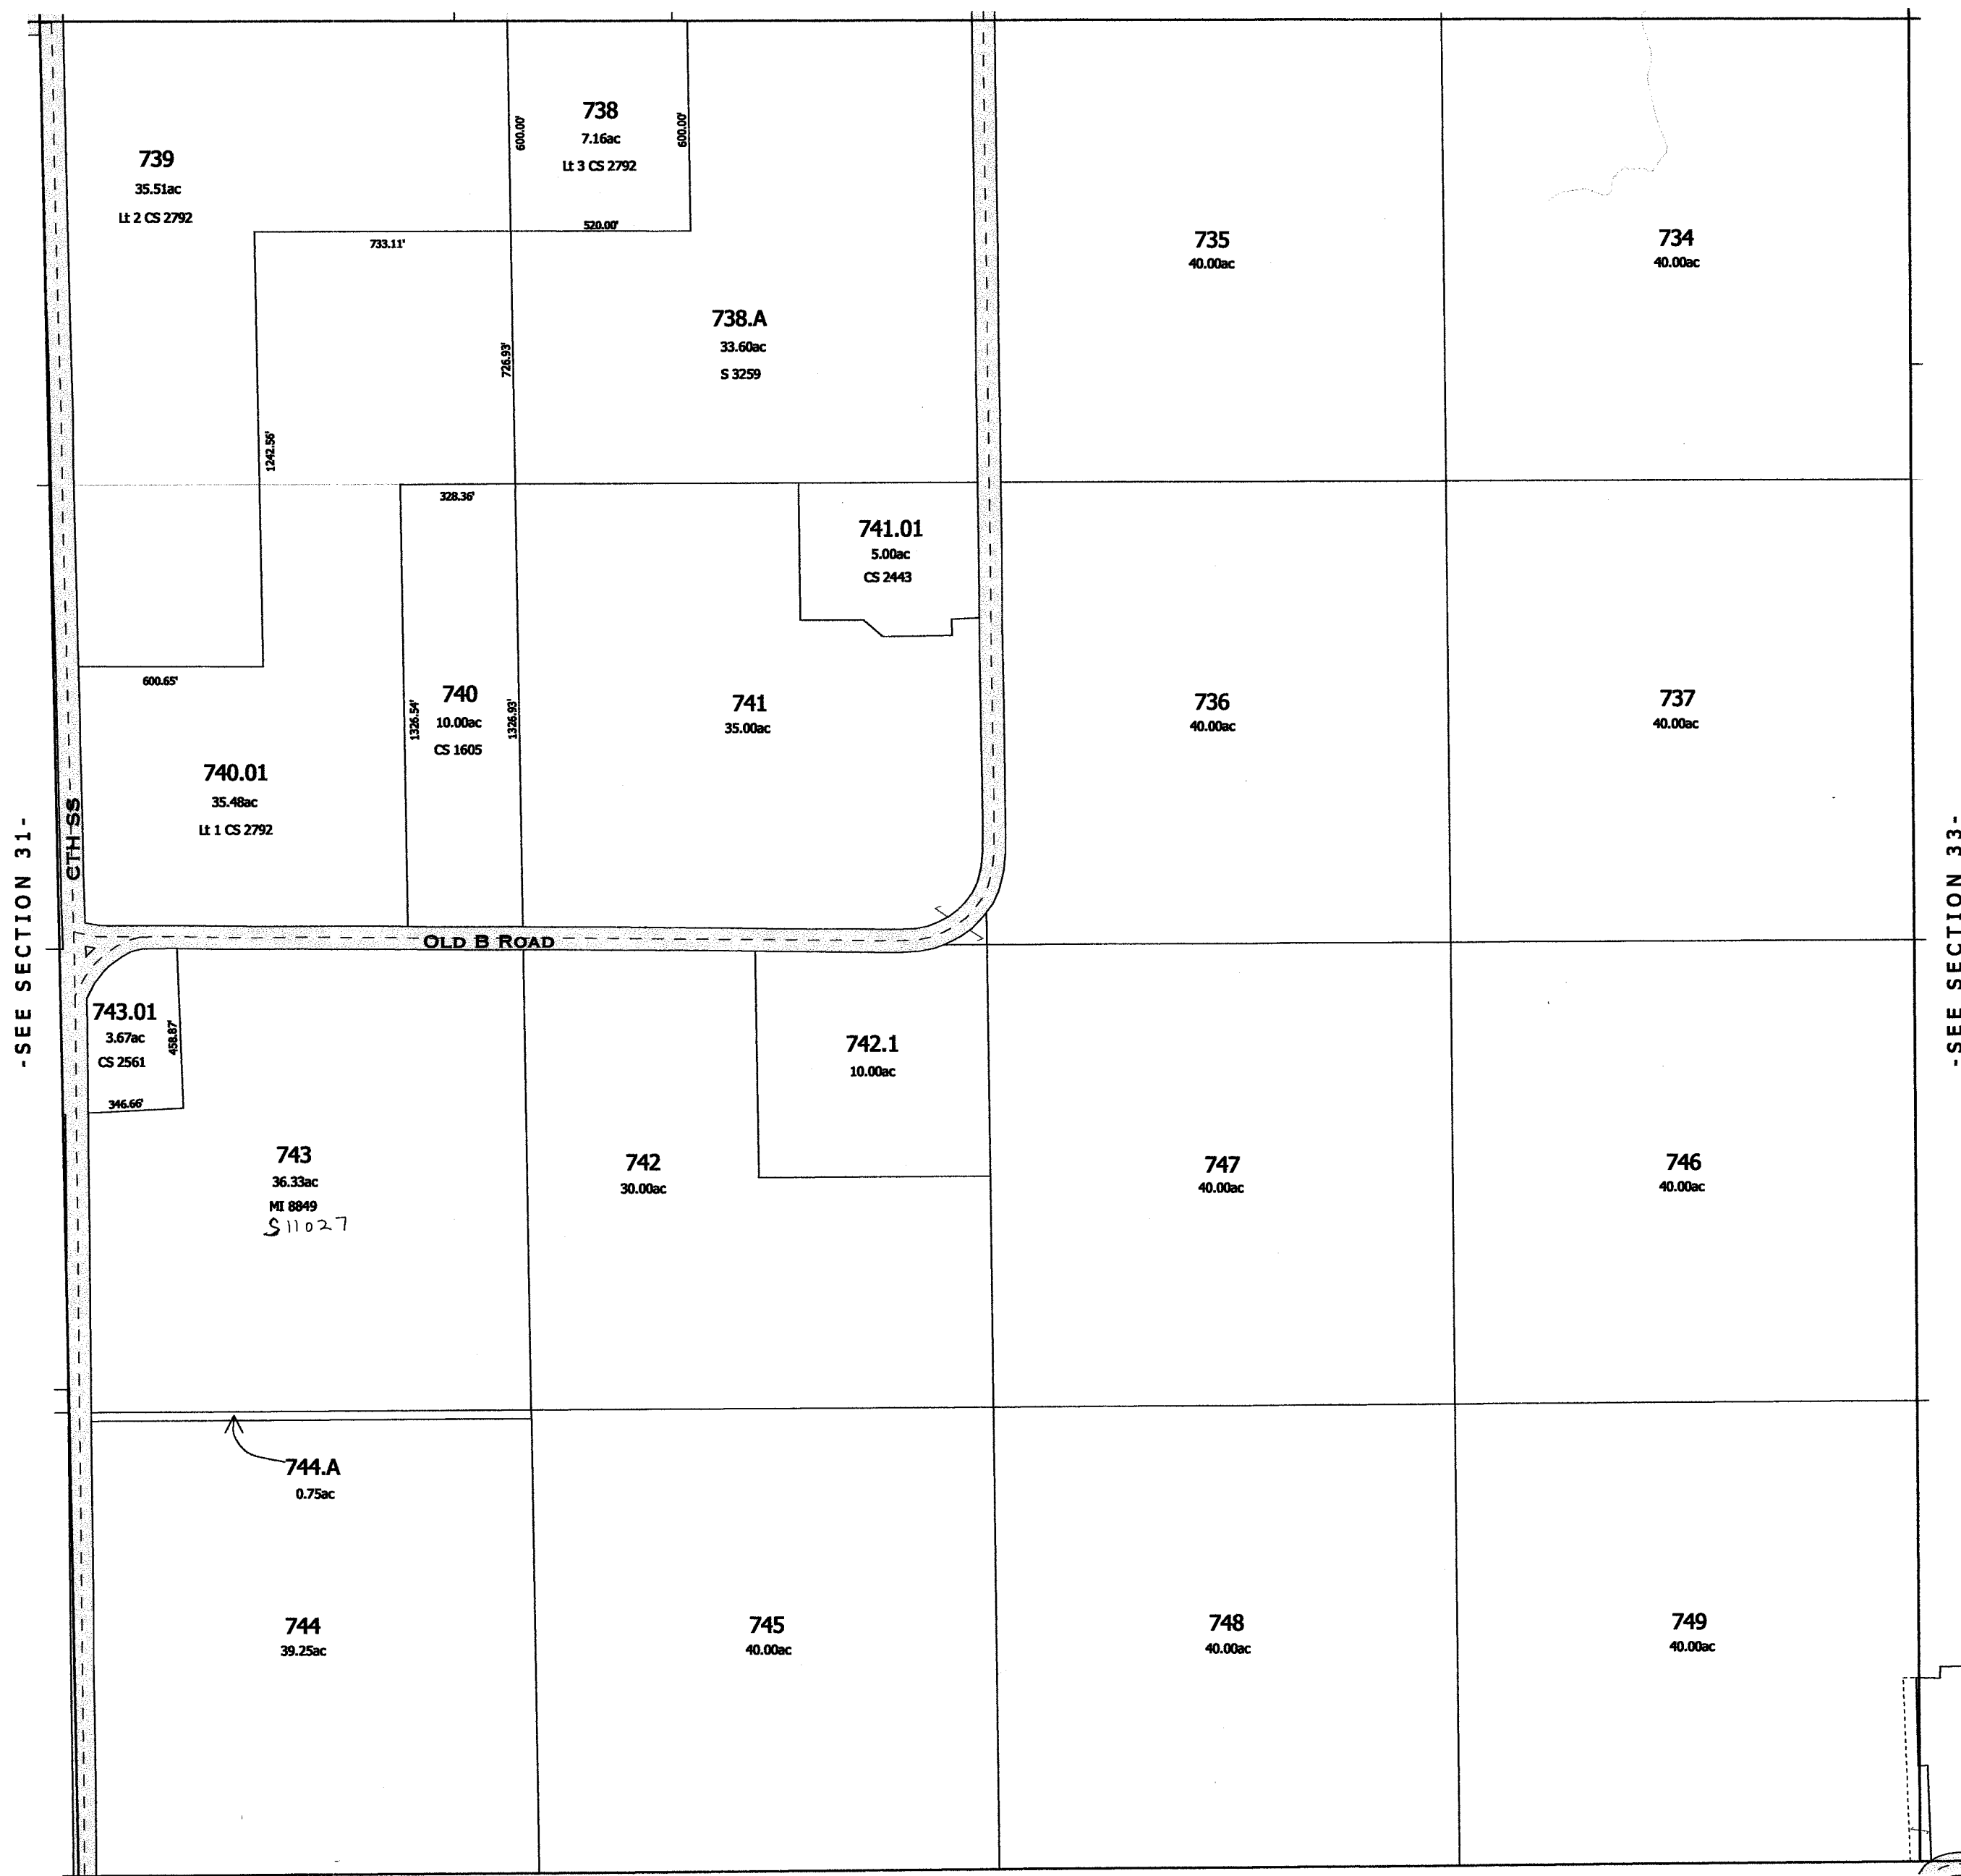 738
7.16ac
Lt 3 CS 2792
600.00'
600.00'
520.00'
739
35.51ac
Lt 2 CS 2792
733.11'
735
40.00ac
734
40.00ac
738.A
33.60ac
S 3259
726.93'
1242.56'
328.36'
741.01
5.00ac
CS 2443
600.65'
740
10.00ac
CS 1605
1326.54'
1326.93'
741
35.00ac
736
40.00ac
737
40.00ac
740.01
35.48ac
Lt 1 CS 2792
CTH SS
-SEE SECTION 31-
-SEE SECTION 33-
OLD B ROAD
743.01
3.67ac
CS 2561
458.87'
346.66'
742.1
10.00ac
743
36.33ac
MI 8849
S11027
742
30.00ac
747
40.00ac
746
40.00ac
744.A
0.75ac
744
39.25ac
745
40.00ac
748
40.00ac
749
40.00ac